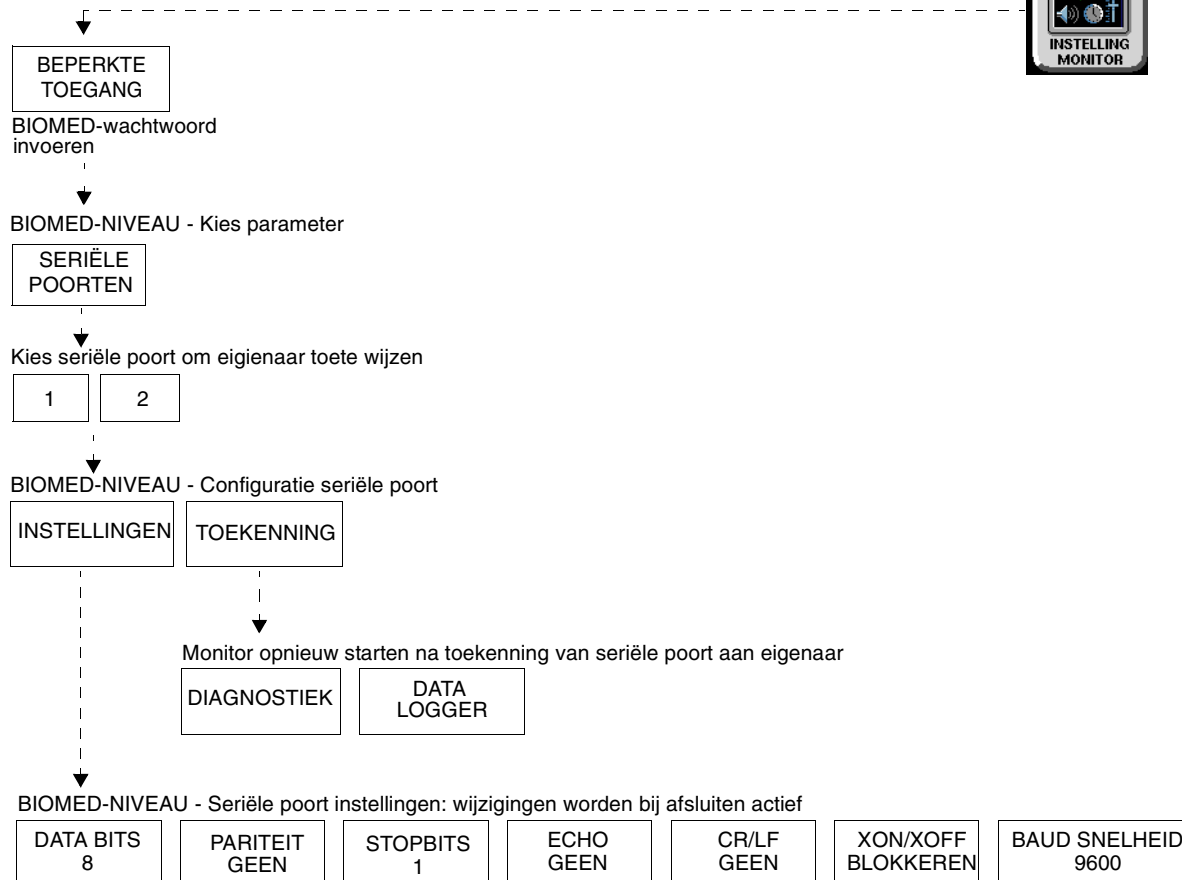 INSTELLING
MONITOR
BEPERKTE
TOEGANG
BIOMED-wachtwoord
invoeren
BIOMED-NIVEAU - Kies parameter
SERIËLE
POORTEN
Kies seriële poort om eigienaar toete wijzen
1
2
BIOMED-NIVEAU - Configuratie seriële poort
INSTELLINGEN
TOEKENNING
Monitor opnieuw starten na toekenning van seriële poort aan eigenaar
DIAGNOSTIEK
DATA
LOGGER
BIOMED-NIVEAU - Seriële poort instellingen: wijzigingen worden bij afsluiten actief
DATA BITS
8
PARITEIT
GEEN
STOPBITS
1
ECHO
GEEN
CR/LF
GEEN
XON/XOFF
BLOKKEREN
BAUD SNELHEID
9600